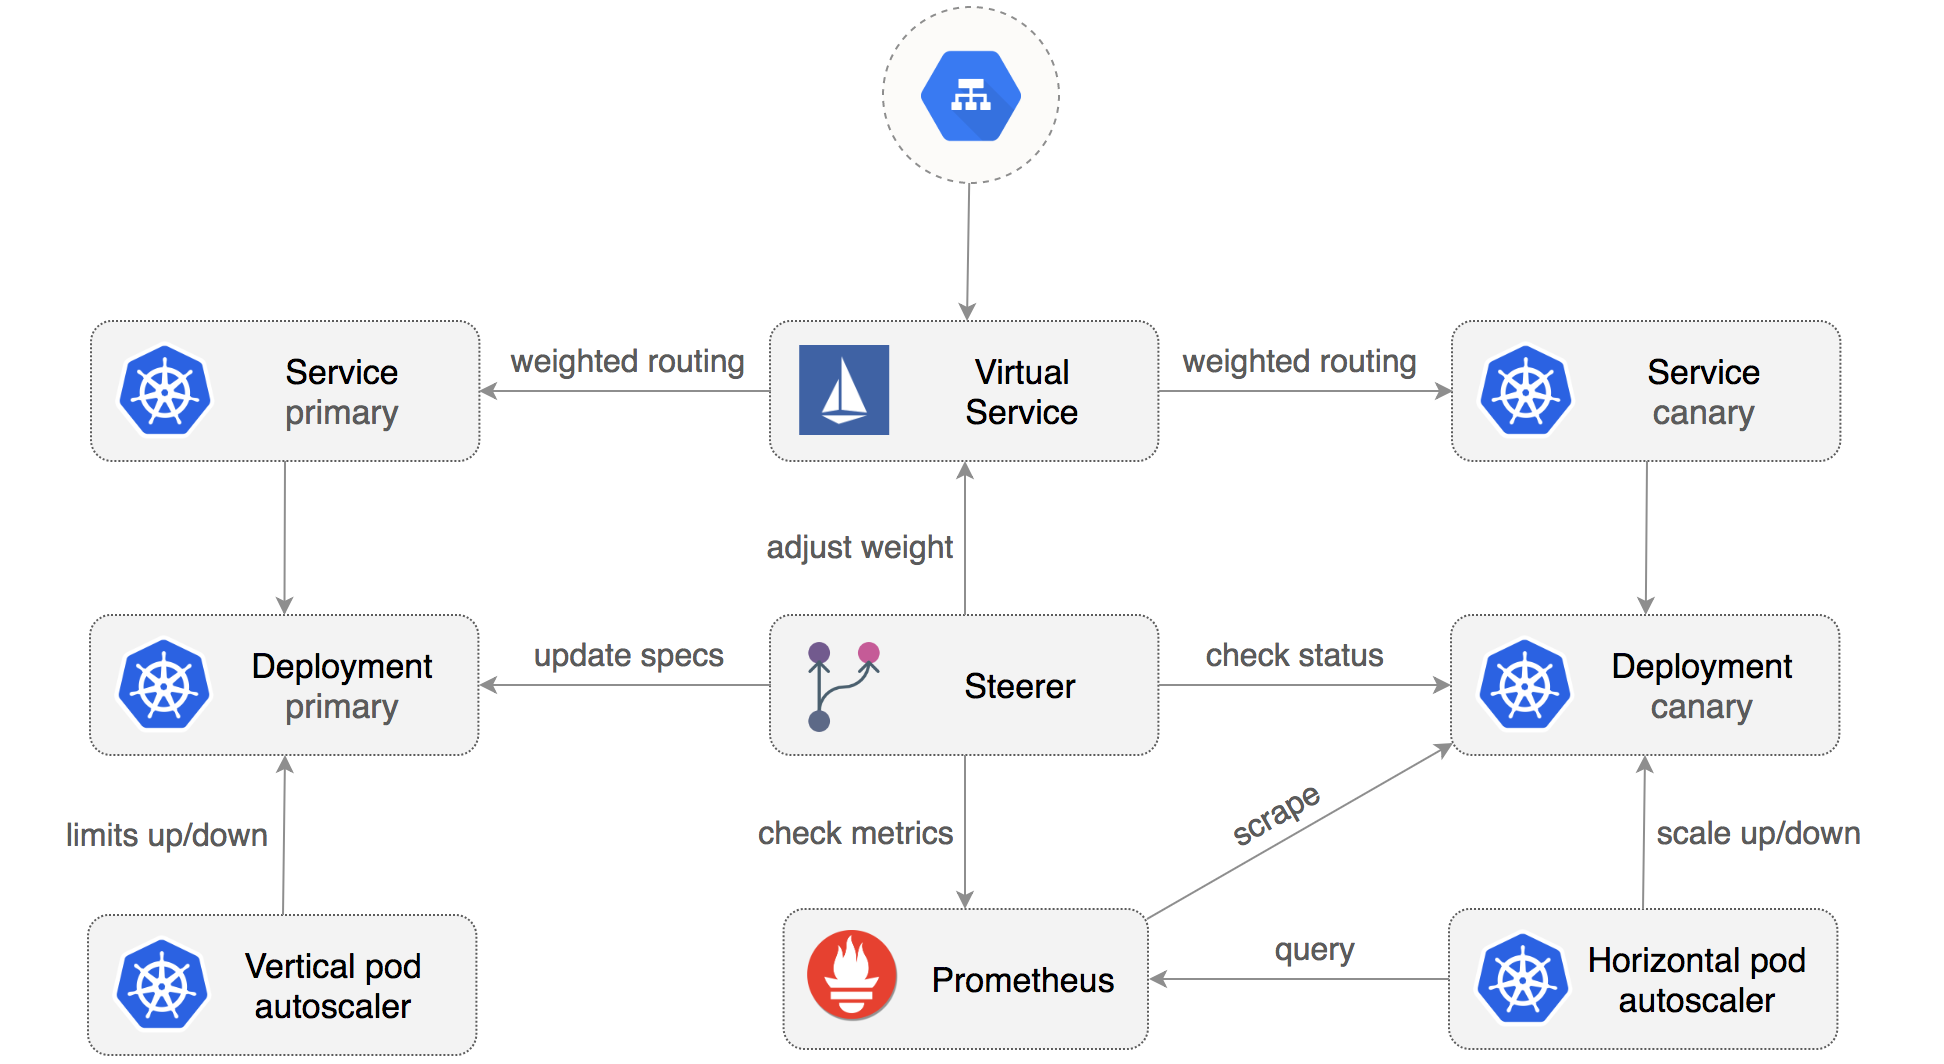 weighted routing
weighted routing
Service
primary
Virtual
Service
Service
canary
adjust weight
update specs
check status
Deployment
primary
Steerer
Deployment
canary
limits up/down
check metrics
scrape
scale up/down
query
Vertical pod
autoscaler
Prometheus
Horizontal pod
autoscaler